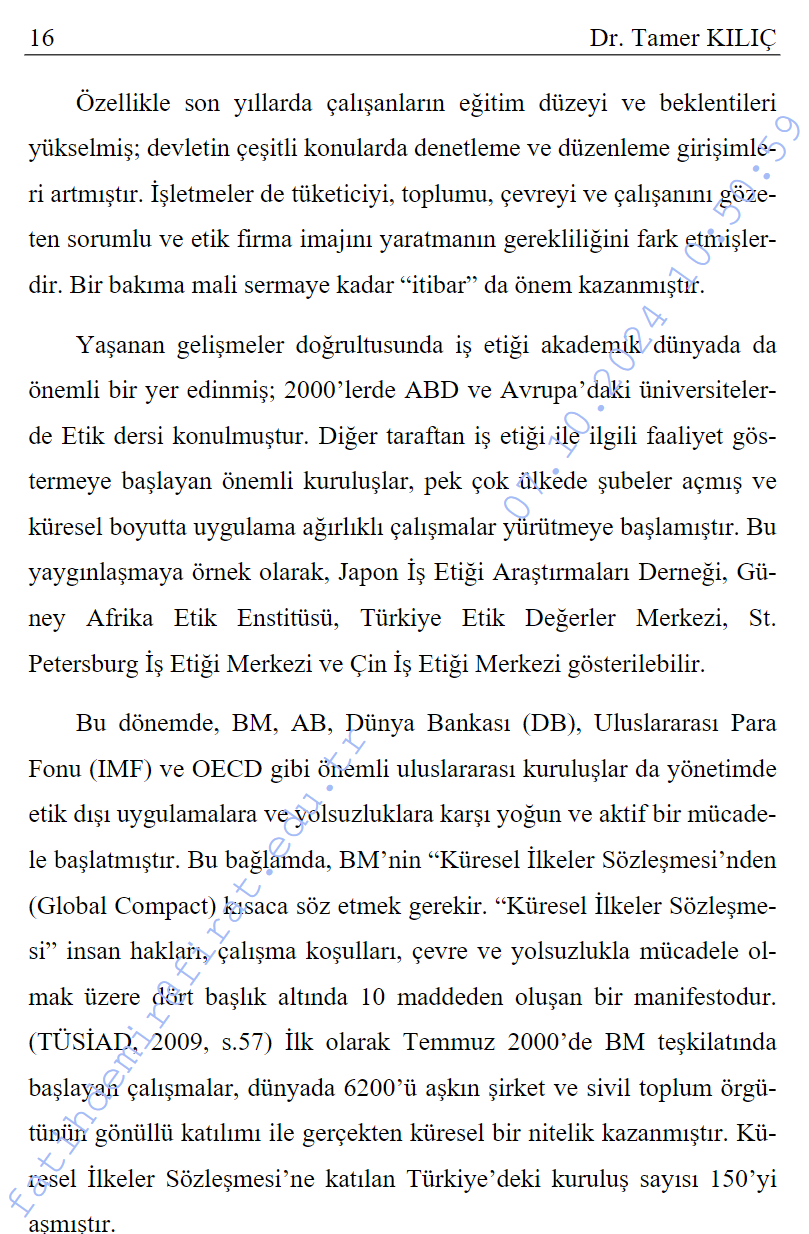 16 Dr. Tamer KILIÇ
Özellikle son yıllarda çalışanların eğitim düzeyi ve beklentileri
yükselmiş; devletin çeşitli konularda denetleme ve düzenleme girişimle-
ri artmıştır. İşletmeler de tüketiciyi, toplumu, çevreyi ve çalışanını göze-
ten sorumlu ve etik firma imajını yaratmanın gerekliliğini fark etmişler-
dir. Bir bakıma mali sermaye kadar “itibar” da önem kazanmıştır.
Yaşanan gelişmeler doğrultusunda iş etiği akademik dünyada da
önemli bir yer edinmiş; 2000’lerde ABD ve Avrupa’daki üniversiteler-
de Etik dersi konulmuştur. Diğer taraftan iş etiği ile ilgili faaliyet gös-
termeye başlayan önemli kuruluşlar, pek çok ülkede şubeler açmış ve
küresel boyutta uygulama ağırlıklı çalışmalar yürütmeye başlamıştır. Bu
yaygınlaşmaya örnek olarak, Japon İş Etiği Araştırmaları Derneği, Gü-
ney Afrika Etik Enstitüsü, Türkiye Etik Değerler Merkezi, St.
Petersburg İş Etiği Merkezi ve Çin İş Etiği Merkezi gösterilebilir.
Bu dönemde, BM, AB, Dünya Bankası (DB), Uluslararası Para
Fonu (IMF) ve OECD gibi önemli uluslararası kuruluşlar da yönetimde
etik dışı uygulamalara ve yolsuzluklara karşı yoğun ve aktif bir mücade-
le başlatmıştır. Bu bağlamda, BM’nin “Küresel İlkeler Sözleşmesi’nden
(Global Compact) kısaca söz etmek gerekir. “Küresel İlkeler Sözleşme-
si” insan hakları, çalışma koşulları, çevre ve yolsuzlukla mücadele ol-
mak üzere dört başlık altında 10 maddeden oluşan bir manifestodur.
(TÜSİAD, 2009, s.57) İlk olarak Temmuz 2000’de BM teşkilatında
başlayan çalışmalar, dünyada 6200’ü aşkın şirket ve sivil toplum örgü-
tünün gönüllü katılımı ile gerçekten küresel bir nitelik kazanmıştır. Kü-
resel İlkeler Sözleşmesi’ne katılan Türkiye’deki kuruluş sayısı 150’yi
aşmıştır.
fatihdemir@firat.edu.tr 07.10.2024 10:50:59